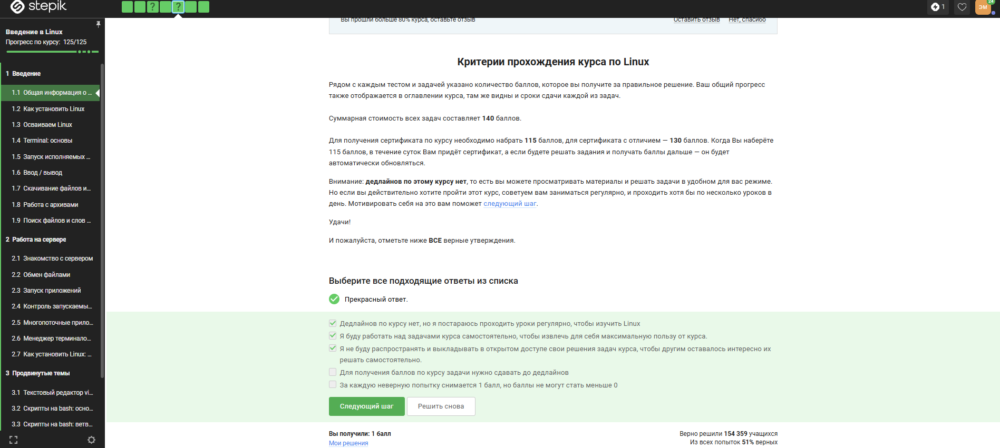 stepik
?
?
1
ЭМ
24
Введение в Linux
Прогресс по курсу: 125/125
1 Введение
1.1 Общая информация о ...
1.2 Как установить Linux
1.3 Осваиваем Linux
1.4 Terminal: основы
1.5 Запуск исполняемых ...
1.6 Ввод / вывод
1.7 Скачивание файлов и...
1.8 Работа с архивами
1.9 Поиск файлов и слов ...
2 Работа на сервере
2.1 Знакомство с сервером
2.2 Обмен файлами
2.3 Запуск приложений
2.4 Контроль запускаемы...
2.5 Многопоточные прило...
2.6 Менеджер терминало...
2.7 Как установить Linux: ...
3 Продвинутые темы
3.1 Текстовый редактор vi...
3.2 Скрипты на bash: осно...
3.3 Скрипты на bash: ветв...
Вы прошли больше 80% курса, оставьте отзыв
Оставить отзыв Нет, спасибо
Критерии прохождения курса по Linux
Рядом с каждым тестом и задачей указано количество баллов, которое вы получите за правильное решение. Ваш общий прогресс
также отображается в оглавлении курса, там же видны и сроки сдачи каждой из задач.
Суммарная стоимость всех задач составляет 140 баллов.
Для получения сертификата по курсу необходимо набрать 115 баллов, для сертификата с отличием — 130 баллов. Когда Вы наберёте
115 баллов, в течение суток Вам придёт сертификат, а если будете решать задания и получать баллы дальше — он будет
автоматически обновляться.
Внимание: дедлайнов по этому курсу нет, то есть вы можете просматривать материалы и решать задачи в удобном для вас режиме.
Но если вы действительно хотите пройти этот курс, советуем вам заниматься регулярно, и проходить хотя бы по несколько уроков в
день. Мотивировать себя на это вам поможет следующий шаг.
Удачи!
И пожалуйста, отметьте ниже ВСЕ верные утверждения.
Выберите все подходящие ответы из списка
Прекрасный ответ.
Дедлайнов по курсу нет, но я постараюсь проходить уроки регулярно, чтобы изучить Linux
Я буду работать над задачами курса самостоятельно, чтобы извлечь для себя максимальную пользу от курса.
Я не буду распространять и выкладывать в открытом доступе свои решения задач курса, чтобы другим оставалось интересно их
решать самостоятельно.
Для получения баллов по курсу задачи нужно сдавать до дедлайнов
За каждую неверную попытку снимается 1 балл, но баллы не могут стать меньше 0
Следующий шаг Решить снова
Вы получили: 1 балл
Мои решения
Верно решили 154 359 учащихся
Из всех попыток 51% верных